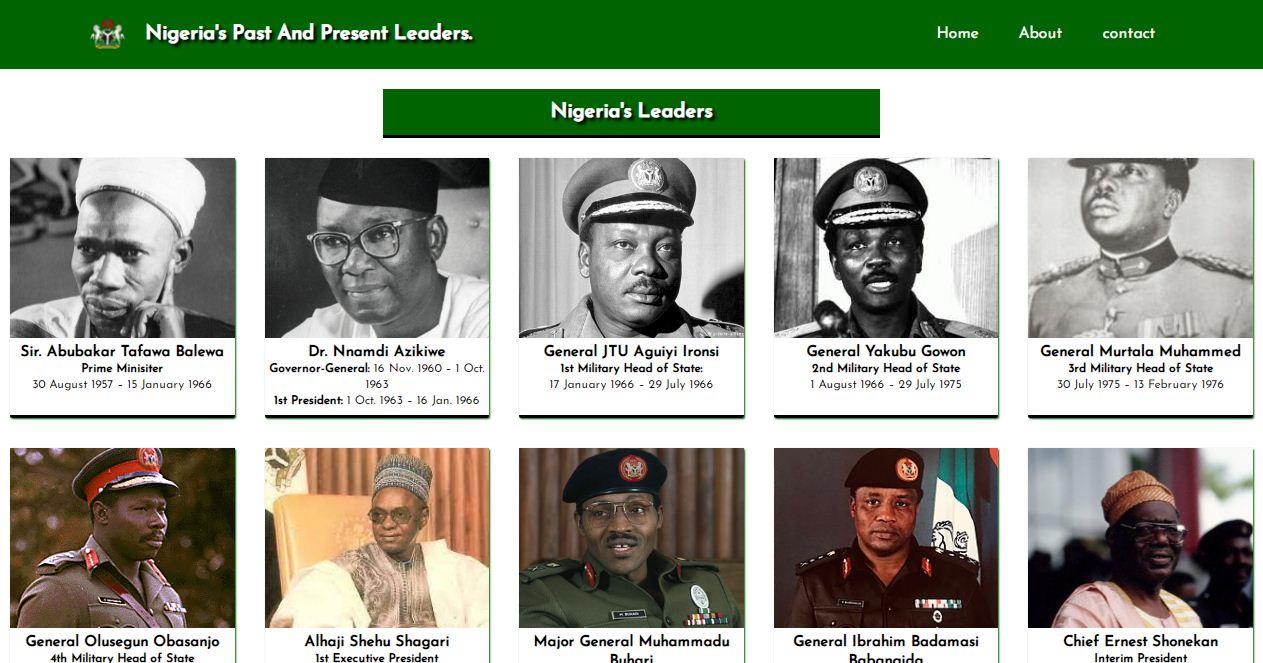 Nigeria's Past And Present Leaders.
Home About contact
Nigeria's Leaders
Sir. Abubakar Tafawa Balewa
Prime Minisiter
30 August 1957 – 15 January 1966
Dr. Nnamdi Azikiwe
Governor-General: 16 Nov. 1960 – 1 Oct.
1963
1st President: 1 Oct. 1963 – 16 Jan. 1966
General JTU Aguiyi Ironsi
1st Military Head of State:
17 January 1966 – 29 July 1966
General Yakubu Gowon
2nd Military Head of State
1 August 1966 – 29 July 1975
General Murtala Muhammed
3rd Military Head of State
30 July 1975 – 13 February 1976
General Olusegun Obasanjo
4th Military Head of State
Alhaji Shehu Shagari
1st Executive President
M. BUHARI
Major General Muhammadu
Buhari
General Ibrahim Badamasi
Babangida
Chief Ernest Shonekan
Interim President